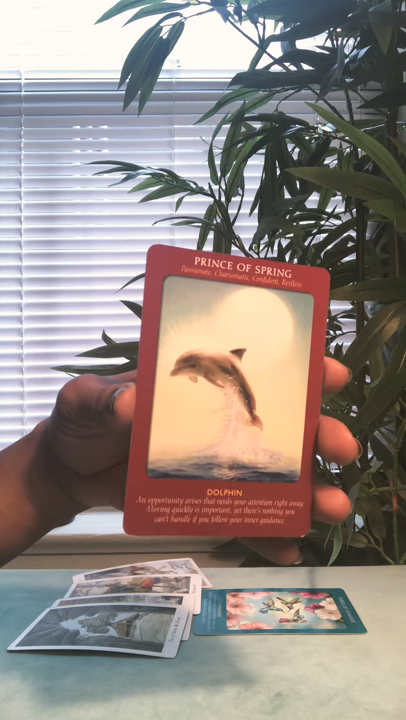 PRINCE OF SPRING
Passionate, Charismatic, Confident, Restless
DOLPHIN
An opportunity arises that needs your attention right away.
Moving quickly is important, yet there's nothing you
can't handle if you follow your inner guidance.